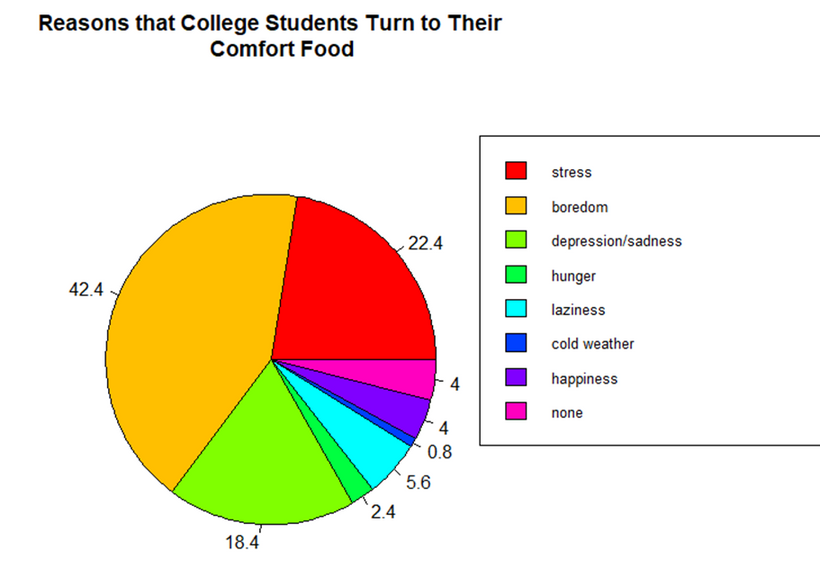 Reasons that College Students Turn to Their
Comfort Food
stress
boredom
depression/sadness
hunger
laziness
cold weather
happiness
none
22.4
42.4
18.4
2.4
5.6
0.8
4
4